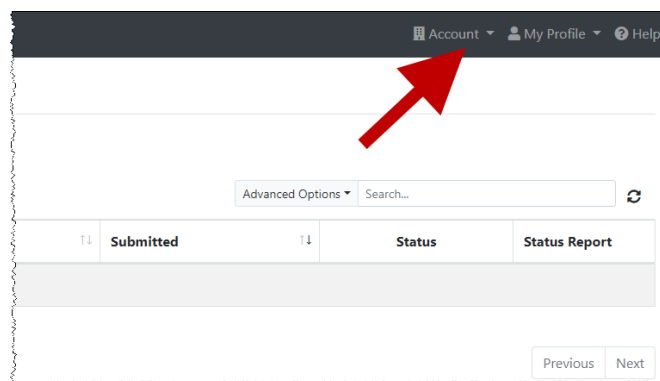 Account My Profile Help
Advanced Options Search...
Submitted Status Status Report
Previous Next